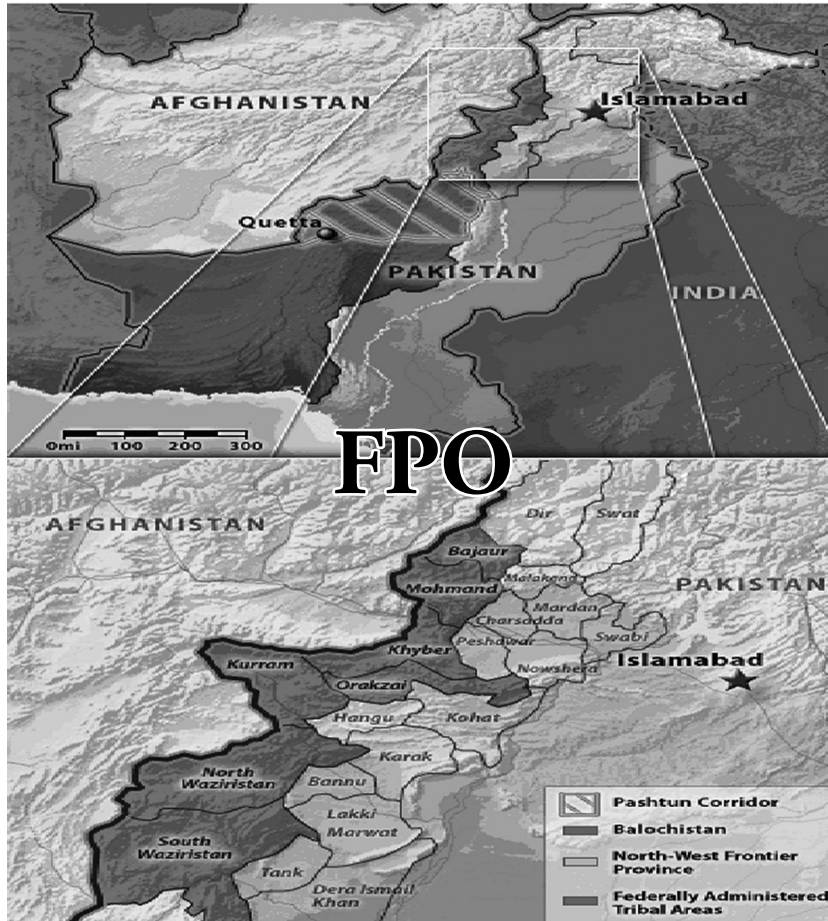 AFGHANISTAN
Islamabad
Quetta
PAKISTAN
INDIA
0mi 100 200 300
FPO
AFGHANISTAN
Dir
Swat
Bajaur
Malakand
PAKISTAN
Mohmand
Mardan
Charsadda
Peshawar
Swabi
Khyber
Islamabad
Kurram
Nowshera
Orakzai
Hangu
Kohat
Karak
North
Waziristan
Bannu
Lakki
Marwat
South
Waziristan
Tank
Dera Ismail
Khan
Pashtun Corridor
Balochistan
North-West Frontier
Province
Federally Administered
Tribal Areas